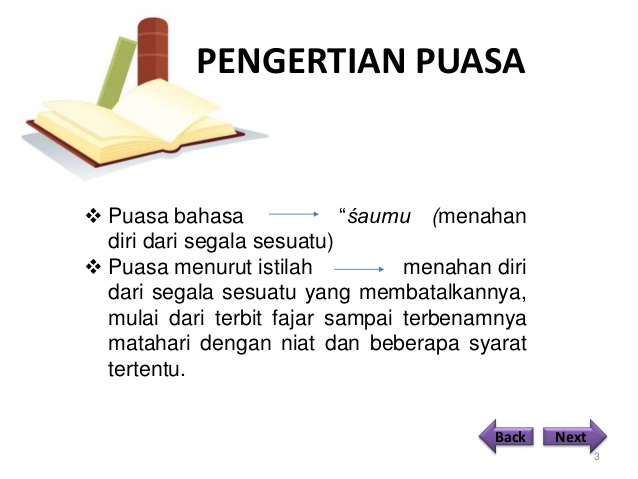 PENGERTIAN PUASA
❖ Puasa bahasa “śaumu (menahan
diri dari segala sesuatu)
❖ Puasa menurut istilah menahan diri
dari segala sesuatu yang membatalkannya,
mulai dari terbit fajar sampai terbenamnya
matahari dengan niat dan beberapa syarat
tertentu.
Back Next
3